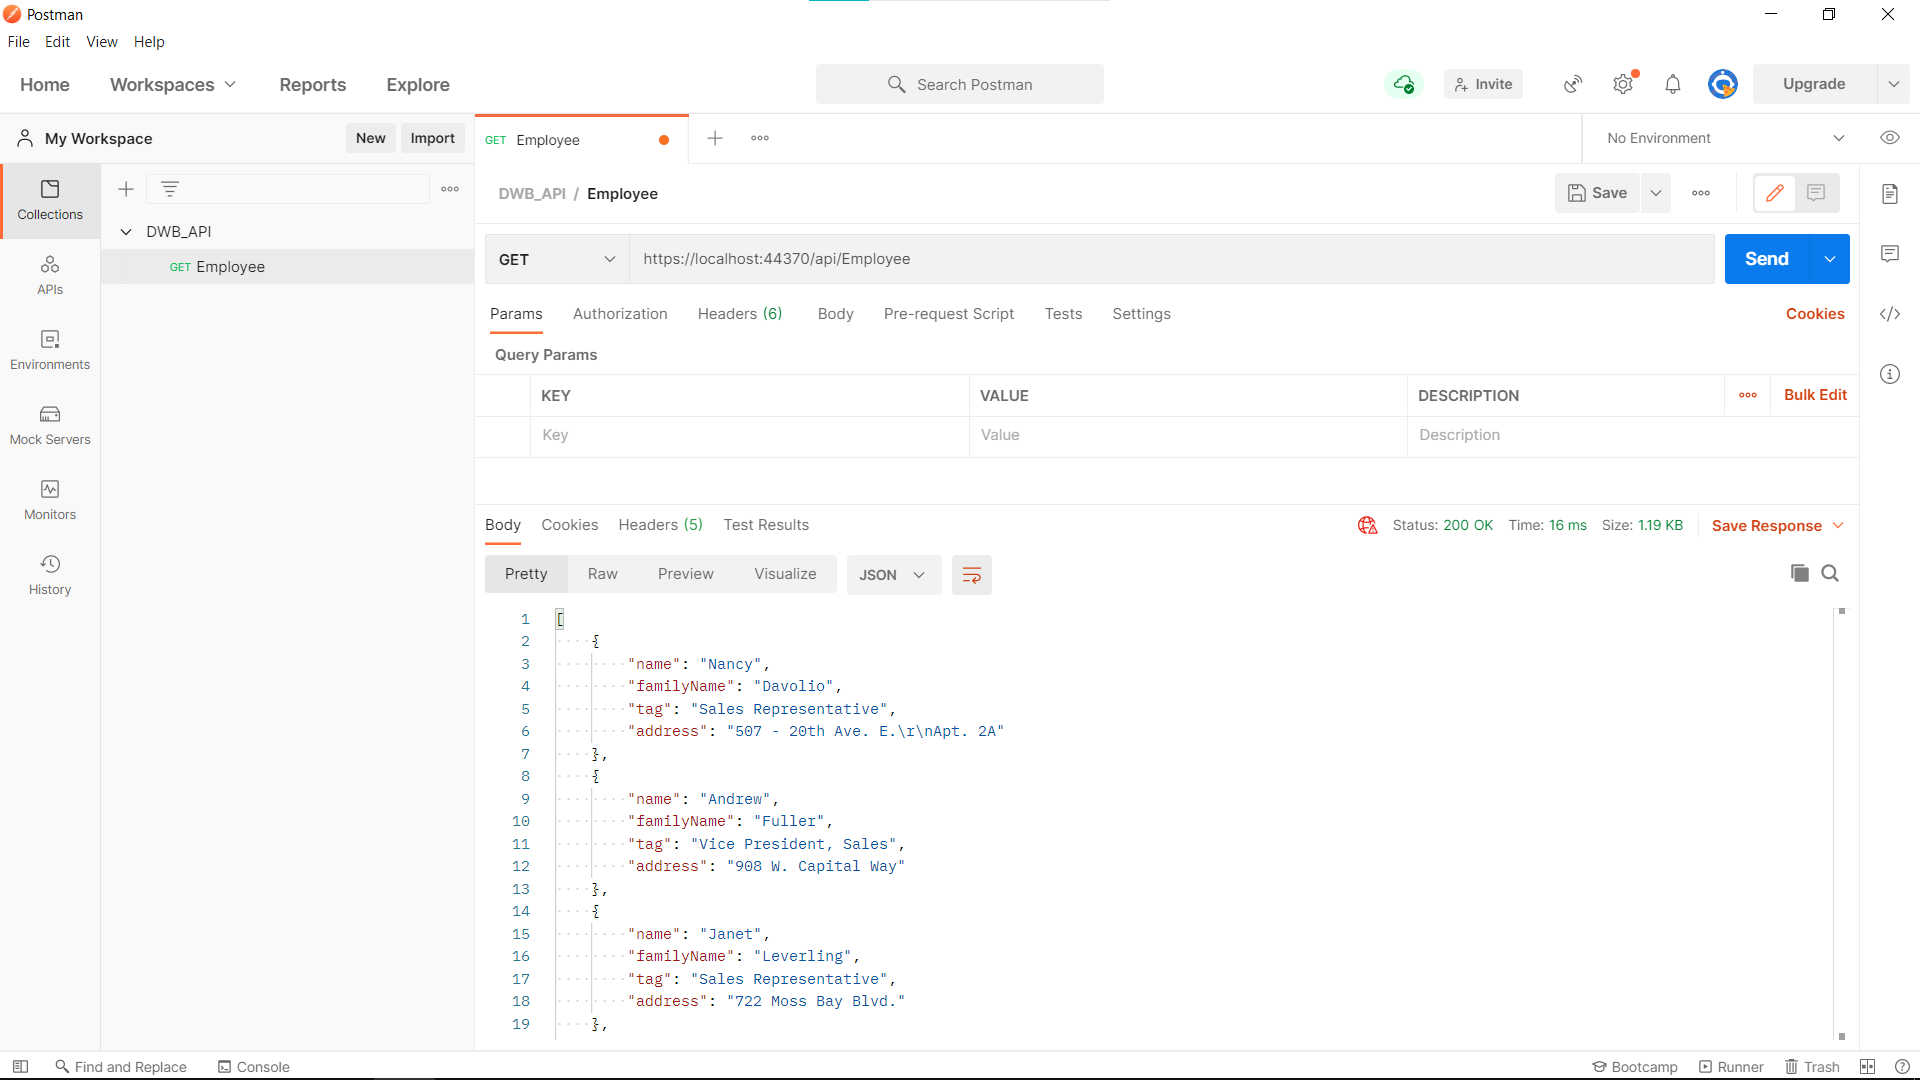 Postman
File Edit View Help
Home Workspaces Reports Explore Search Postman Invite Upgrade
My Workspace New Import GET Employee No Environment
Collections
APIs
Environments
Mock Servers
Monitors
History
DWB_API
GET Employee
DWB_API / Employee Save
GET https://localhost:44370/api/Employee Send
Params Authorization Headers (6) Body Pre-request Script Tests Settings Cookies
Query Params
KEY VALUE DESCRIPTION Bulk Edit
Key Value Description
Body Cookies Headers (5) Test Results Status: 200 OK Time: 16 ms Size: 1.19 KB Save Response
Pretty Raw Preview Visualize JSON
1 [
2 {
3 "name": "Nancy",
4 "familyName": "Davolio",
5 "tag": "Sales Representative",
6 "address": "507 - 20th Ave. E.\r\nApt. 2A"
7 },
8 {
9 "name": "Andrew",
10 "familyName": "Fuller",
11 "tag": "Vice President, Sales",
12 "address": "908 W. Capital Way"
13 },
14 {
15 "name": "Janet",
16 "familyName": "Leverling",
17 "tag": "Sales Representative",
18 "address": "722 Moss Bay Blvd."
19 },
Find and Replace Console Bootcamp Runner Trash